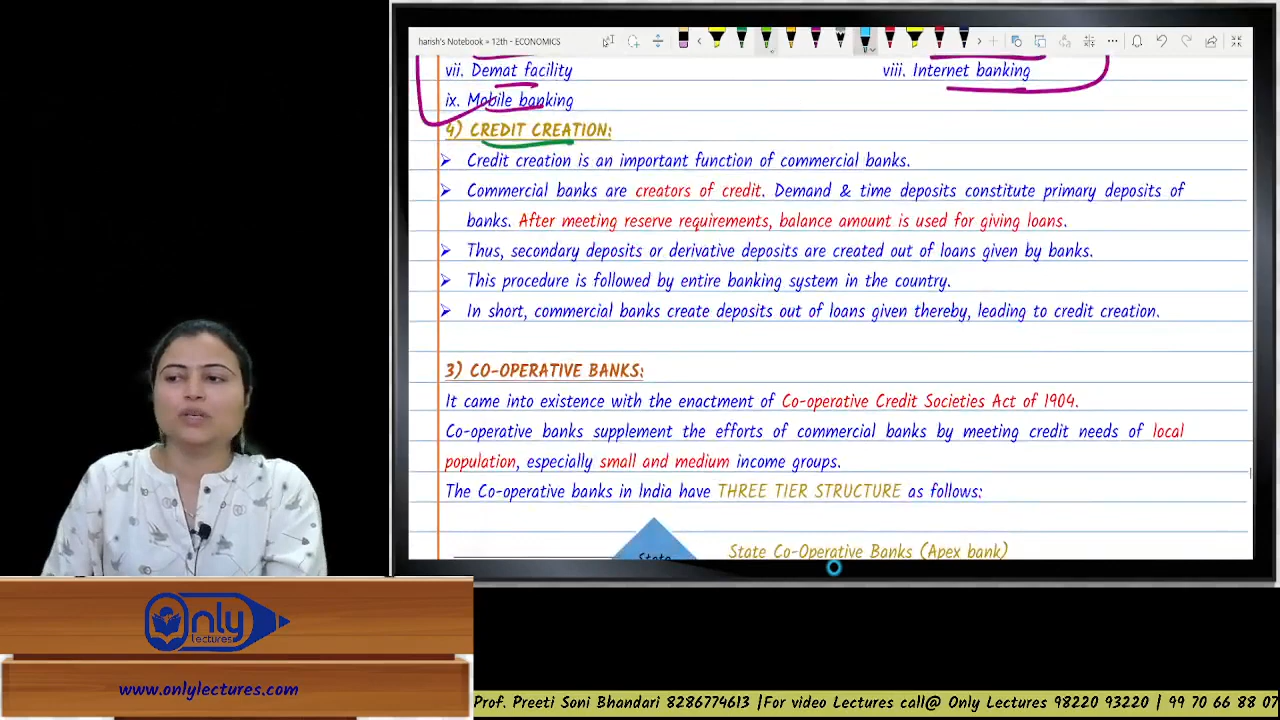 harish's Notebook » 12th - ECONOMICS
vii. Demat facility
viii. Internet banking
ix. Mobile banking
4) CREDIT CREATION:
➢ Credit creation is an important function of commercial banks.
➢ Commercial banks are creators of credit. Demand & time deposits constitute primary deposits of
banks. After meeting reserve requirements, balance amount is used for giving loans.
➢ Thus, secondary deposits or derivative deposits are created out of loans given by banks.
➢ This procedure is followed by entire banking system in the country.
➢ In short, commercial banks create deposits out of loans given thereby, leading to credit creation.
3) CO-OPERATIVE BANKS:
It came into existence with the enactment of Co-operative Credit Societies Act of 1904.
Co-operative banks supplement the efforts of commercial banks by meeting credit needs of local
population, especially small and medium income groups.
The Co-operative banks in India have THREE TIER STRUCTURE as follows:
State
State Co-Operative Banks (Apex bank)
Only
lectures
www.onlylectures.com
Prof. Preeti Soni Bhandari 8286774613 |For video Lectures call@ Only Lectures 98220 93220 | 99 70 66 88 07